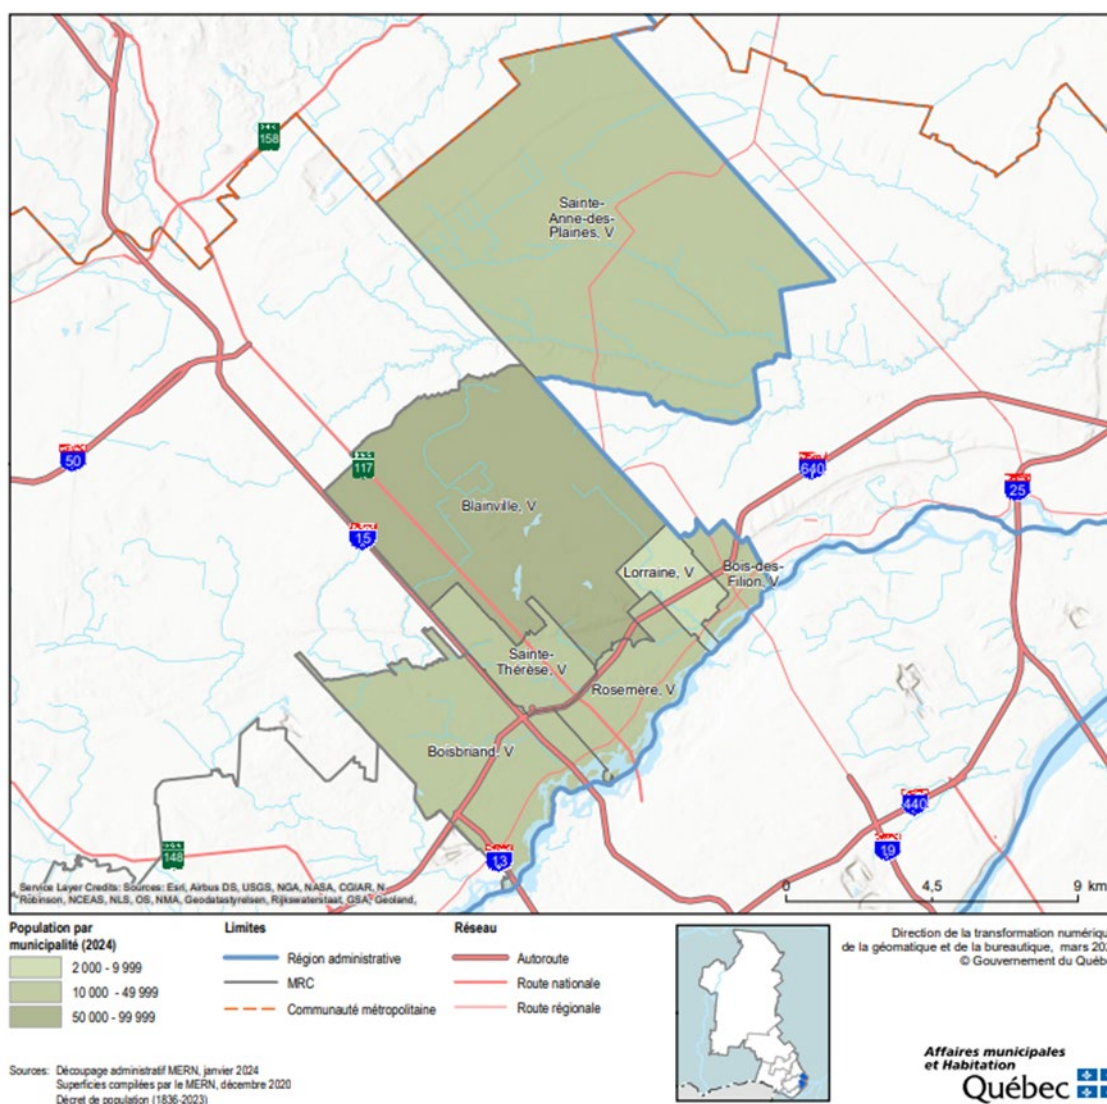 158
Sainte-
Anne-des-
Plaines, V
50
117
640
25
15
Blainville, V
Lorraine, V
Bois-des-
Filion, V
Sainte-
Thérèse, V
Rosemère, V
Boisbriand, V
440
19
148
13
Service Layer Credits: Sources: Esri, Airbus DS, USGS, NGA, NASA, CGIAR, N
Robinson, NCEAS, NLS, OS, NMA, Geodatastyrelsen, Rijkswaterstaat, GSA, Geoland,
0 4,5 9 km
Population par
municipalité (2024)
2 000 - 9 999
10 000 - 49 999
50 000 - 99 999
Limites
Région administrative
MRC
Communauté métropolitaine
Réseau
Autoroute
Route nationale
Route régionale
Direction de la transformation numériqu
de la géomatique et de la bureautique, mars 20
© Gouvernement du Québe
Sources: Découpage administratif MERN, janvier 2024
Superficies compilées par le MERN, décembre 2020
Décret de population (1836-2023)
Affaires municipales
et Habitation
Québec